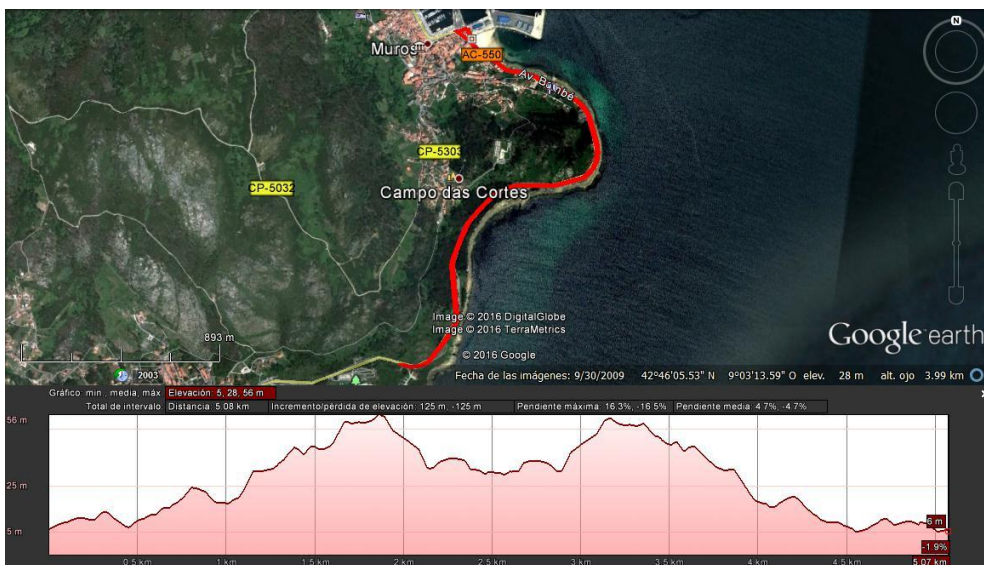 N
Muros
AC-550
Av. Bombé
CP-5303
CP-5032
Campo das Cortes
893 m
Image © 2016 DigitalGlobe
Image © 2016 TerraMetrics
Google earth
© 2016 Google
2003
Fecha de las imágenes: 9/30/2009 42°46'05.53" N 9°03'13.59" O elev. 28 m alt. ojo 3.99 km
Gráfico: min., media, máx Elevación: 5, 28, 56 m
Total de intervalo: Distancia: 5.08 km Incremento/pérdida de elevación: 125 m, -125 m Pendiente máxima: 16.3%, -16.5% Pendiente media: 4.7%, -4.7%
56 m
25 m
5 m
6 m
-1.9%
0.5 km 1 km 1.5 km 2 km 2.5 km 3 km 3.5 km 4 km 4.5 km 5.07 km